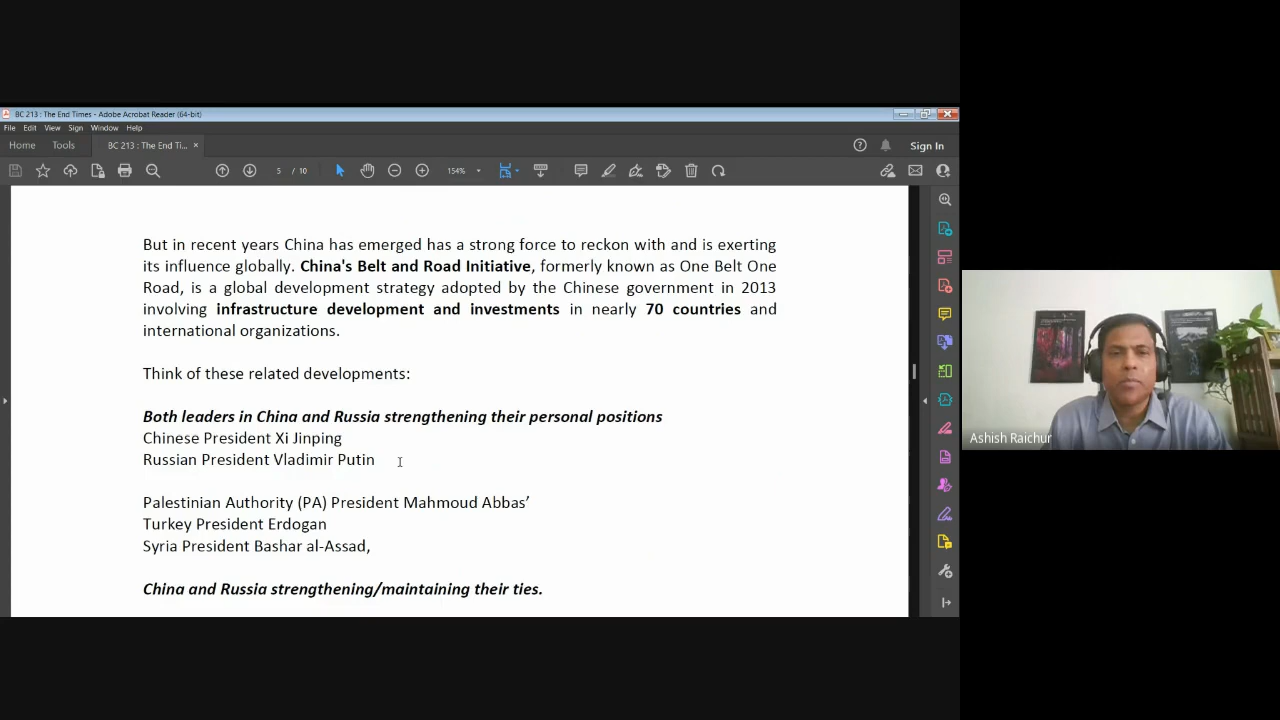 BC 213 : The End Times - Adobe Acrobat Reader (64-bit)
File Edit View Sign Window Help
Home Tools BC 213 : The End Ti... × Sign In
5 / 10 154%
But in recent years China has emerged has a strong force to reckon with and is exerting
its influence globally. China's Belt and Road Initiative, formerly known as One Belt One
Road, is a global development strategy adopted by the Chinese government in 2013
involving infrastructure development and investments in nearly 70 countries and
international organizations.
Think of these related developments:
Both leaders in China and Russia strengthening their personal positions
Chinese President Xi Jinping
Russian President Vladimir Putin
Palestinian Authority (PA) President Mahmoud Abbas’
Turkey President Erdogan
Syria President Bashar al-Assad,
China and Russia strengthening/maintaining their ties.
Ashish Raichur